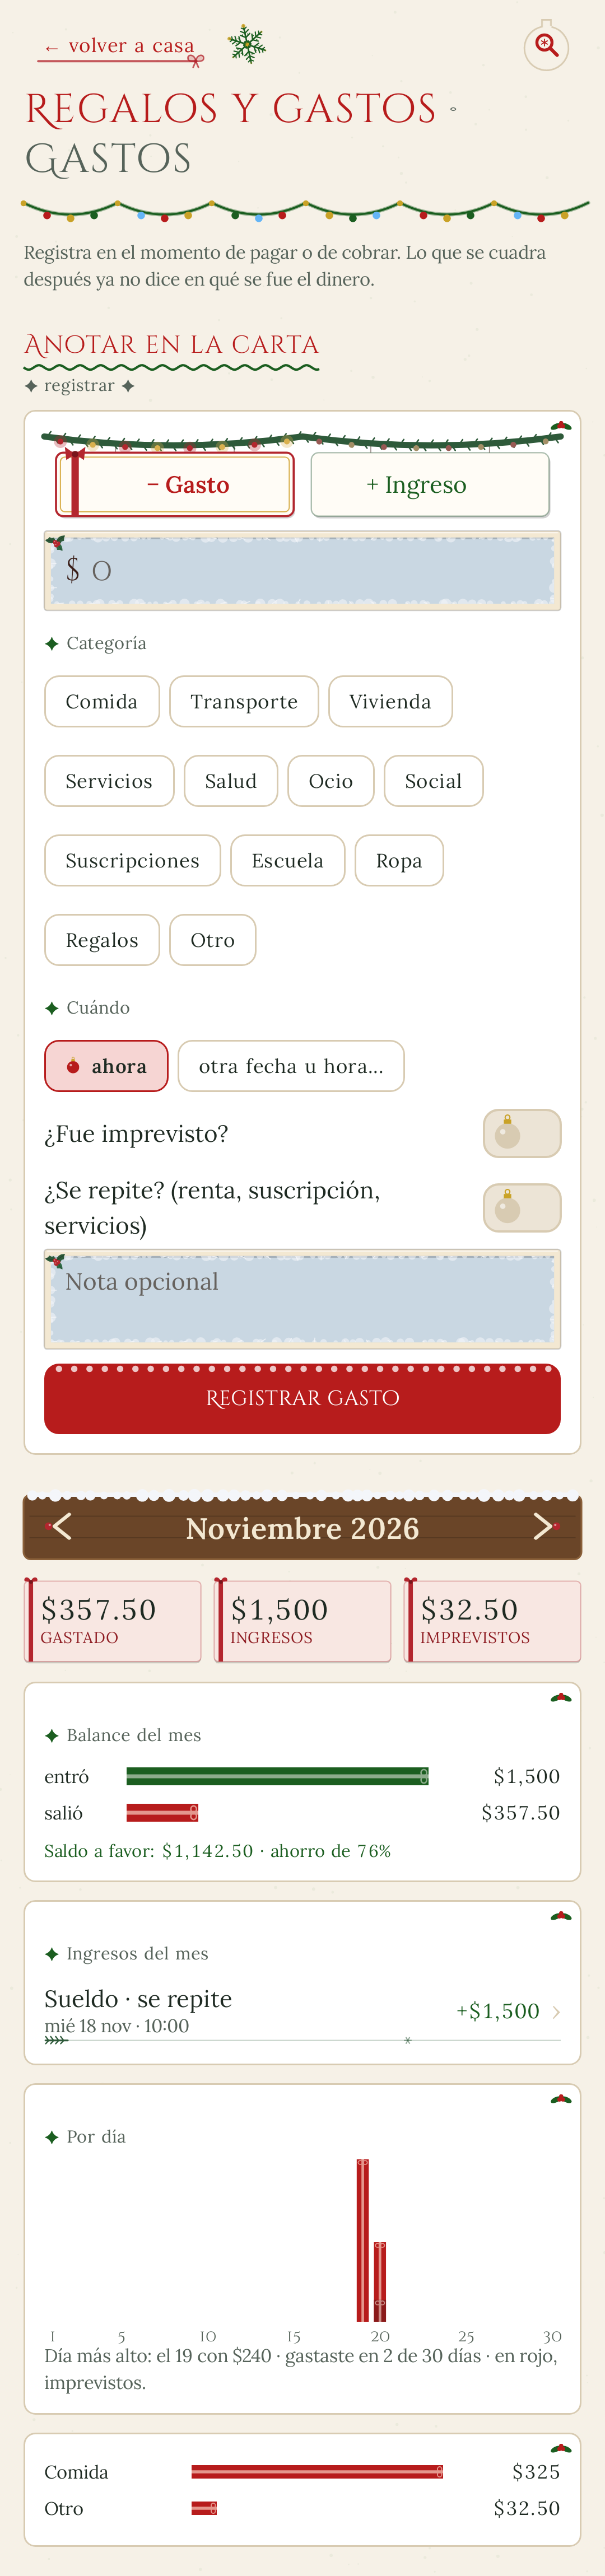 ← volver a casa
REGALOS Y GASTOS ·
GASTOS
Registra en el momento de pagar o de cobrar. Lo que se cuadra
después ya no dice en qué se fue el dinero.
ANOTAR EN LA CARTA
✦ registrar ✦
− Gasto + Ingreso
$ 0
✦ Categoría
Comida Transporte Vivienda
Servicios Salud Ocio Social
Suscripciones Escuela Ropa
Regalos Otro
✦ Cuándo
ahora otra fecha u hora...
¿Fue imprevisto?
¿Se repite? (renta, suscripción,
servicios)
Nota opcional
REGISTRAR GASTO
Noviembre 2026
$357.50 $1,500 $32.50
GASTADO INGRESOS IMPREVISTOS
✦ Balance del mes
entró $1,500
salió $357.50
Saldo a favor: $1,142.50 · ahorro de 76%
✦ Ingresos del mes
Sueldo · se repite
+$1,500 ›
mié 18 nov · 10:00
✦ Por día
1 5 10 15 20 25 30
Día más alto: el 19 con $240 · gastaste en 2 de 30 días · en rojo,
imprevistos.
Comida $325
Otro $32.50